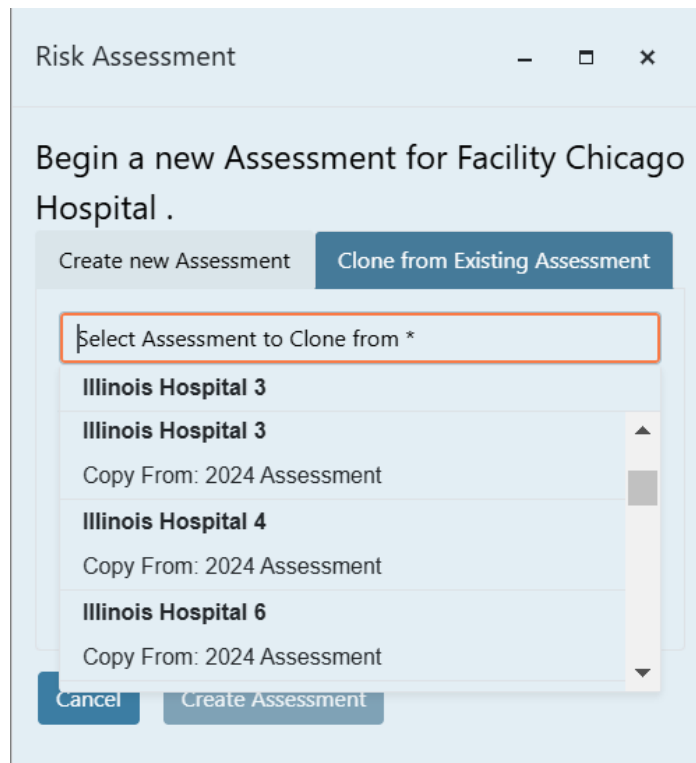 Risk Assessment
Begin a new Assessment for Facility Chicago
Hospital .
Create new Assessment
Clone from Existing Assessment
Select Assessment to Clone from *
Illinois Hospital 3
Illinois Hospital 3
Copy From: 2024 Assessment
Illinois Hospital 4
Copy From: 2024 Assessment
Illinois Hospital 6
Copy From: 2024 Assessment
Cancel
Create Assessment